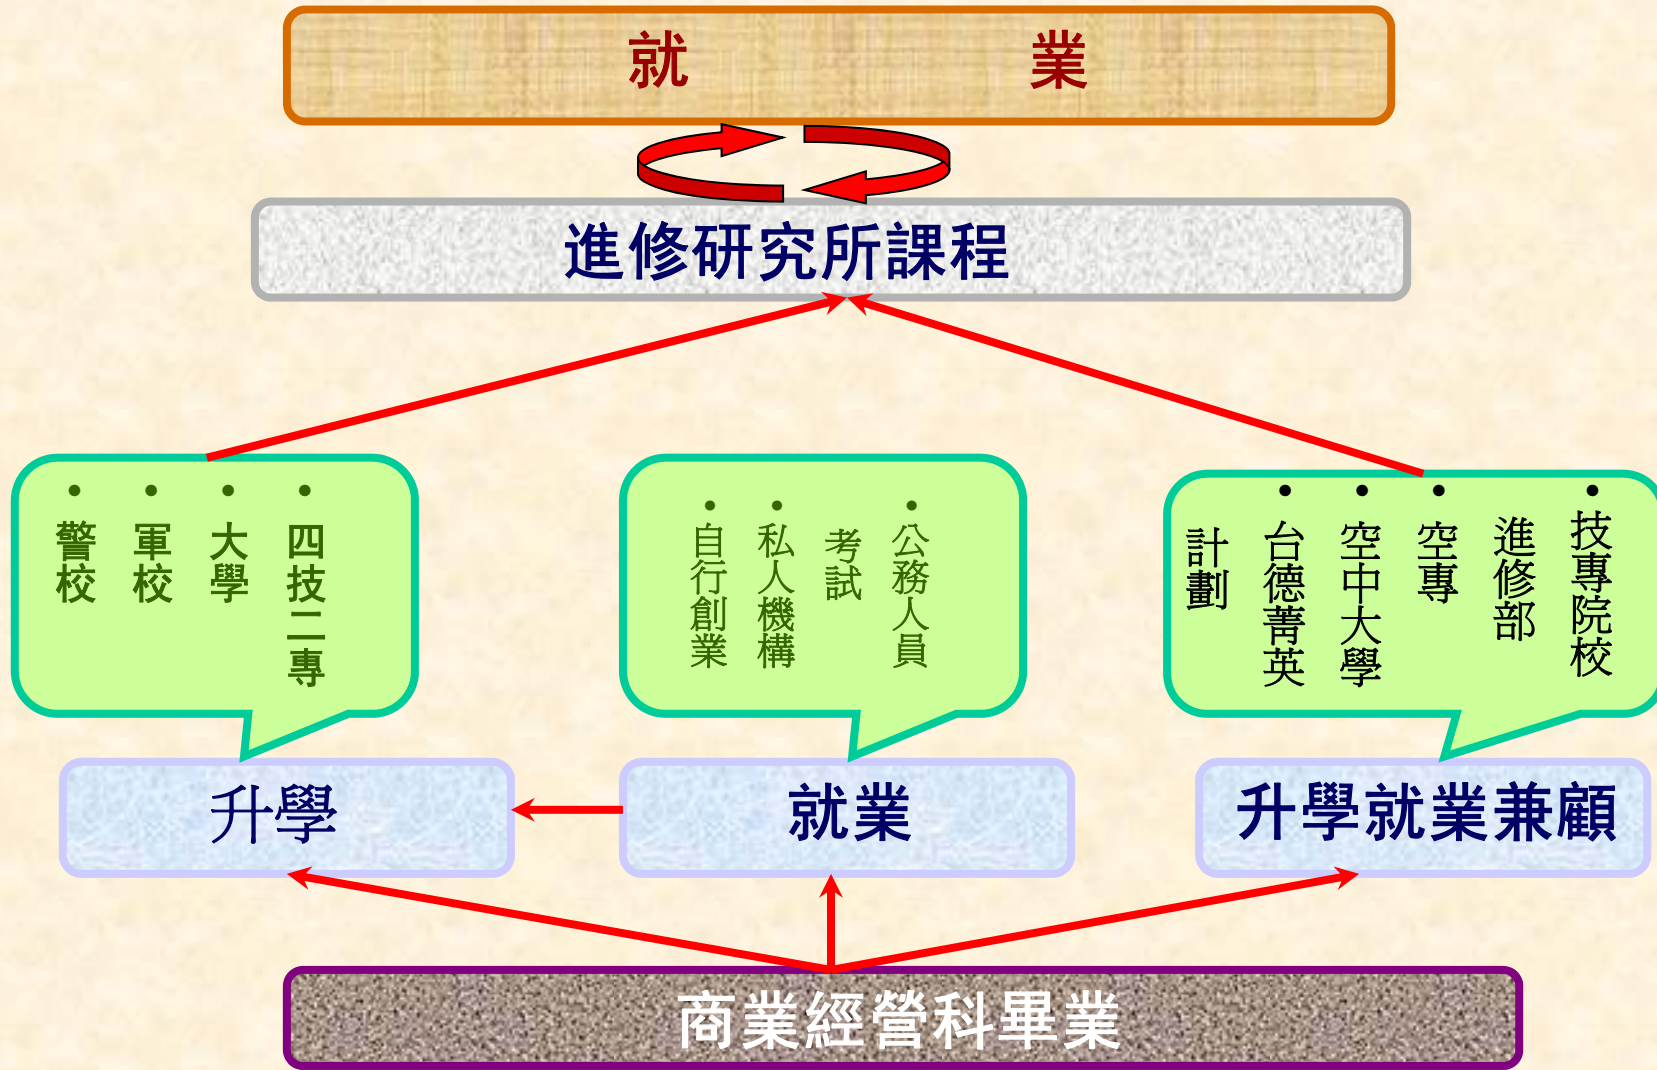 就 業
進修研究所課程
• 四技二專
• 大學
• 軍校
• 警校
• 公務人員
考試
• 私人機構
• 自行創業
• 技專院校
進修部
• 空專
• 空中大學
• 台德菁英
計劃
升學
就業
升學就業兼顧
商業經營科畢業